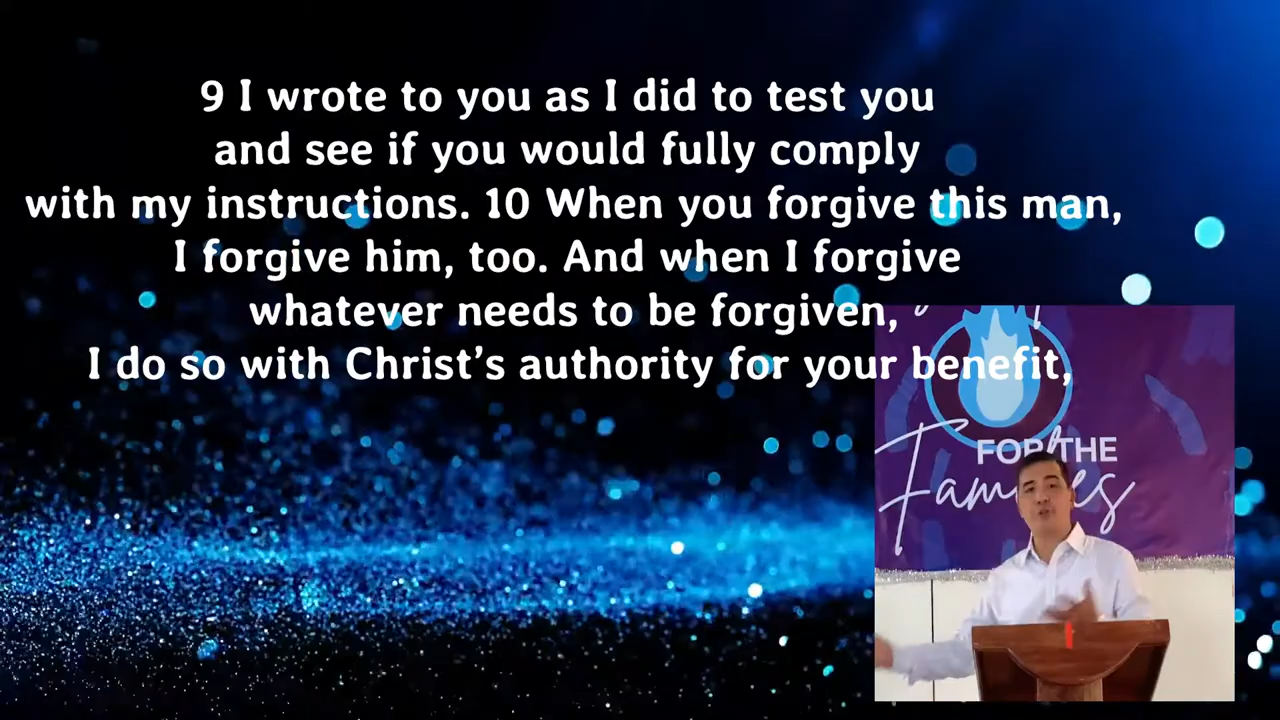 9 I wrote to you as I did to test you
and see if you would fully comply
with my instructions. 10 When you forgive this man,
I forgive him, too. And when I forgive
whatever needs to be forgiven,
I do so with Christ’s authority for your benefit,
FOR THE
Families